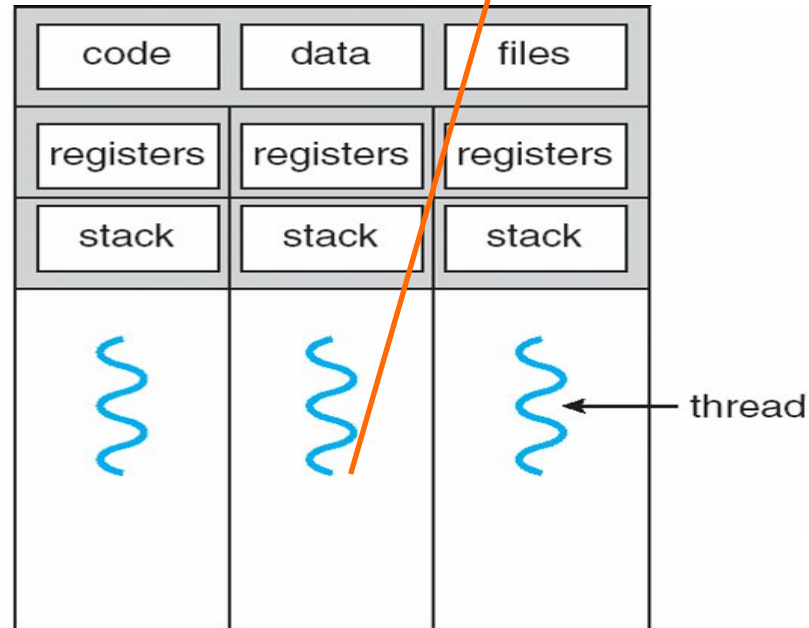 code data files
registers registers registers
stack stack stack
thread